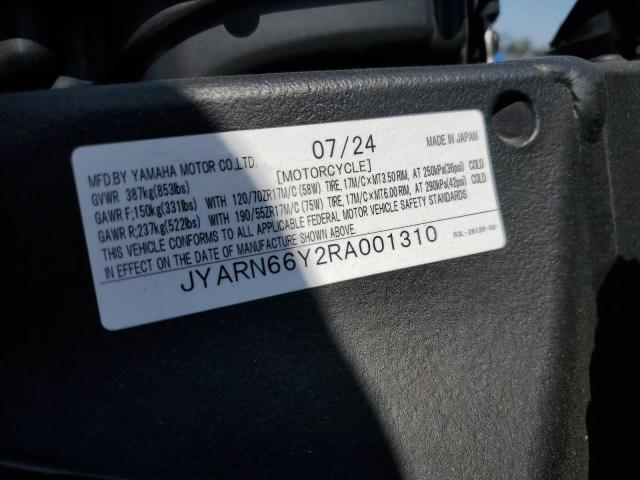 07/24 MADE IN JAPAN
MFD.BY YAMAHA MOTOR CO.,LTD. [MOTORCYCLE]
GVWR 387kg(853lbs)
GAWR F;150kg(331lbs) WITH 120/70ZR17M/C (58W) TIRE, 17M/C×MT3.50 RIM, AT 250kPa(36psi) COLD
GAWR R;237kg(522lbs) WITH 190/55ZR17M/C (75W) TIRE, 17M/C×MT6.00 RIM, AT 290kPa(42psi) COLD
THIS VEHICLE CONFORMS TO ALL APPLICABLE FEDERAL MOTOR VEHICLE SAFETY STANDARDS
IN EFFECT ON THE DATE OF MANUFACTURE SHOWN ABOVE.
JYARN66Y2RA001310